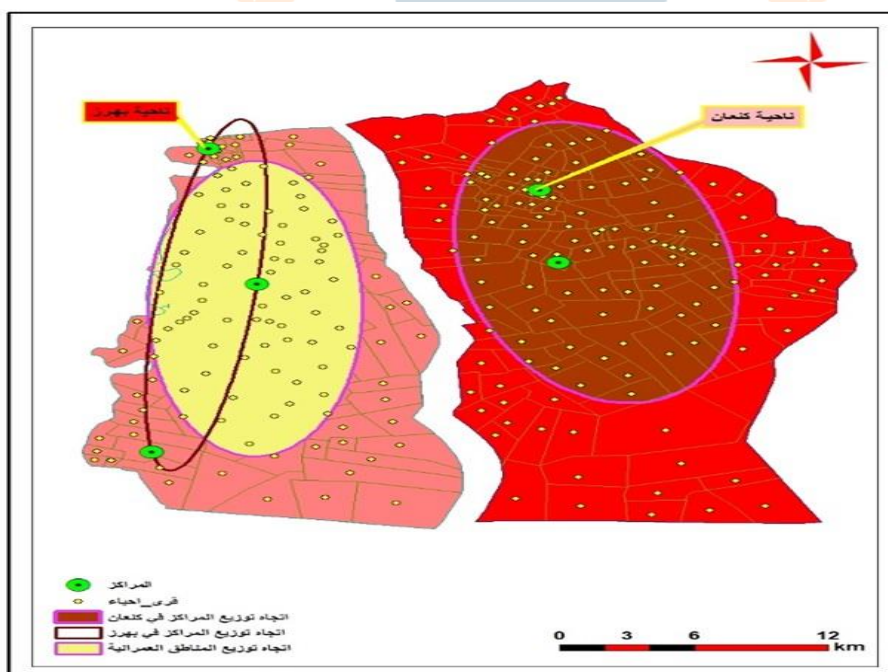 ناحية بهرز
ناحية كنعان
المراكز
قرى_احياء
اتجاه توزيع المراكز في كنعان
اتجاه توزيع المراكز في بهرز
اتجاه توزيع المناطق العمرانية
0 3 6 12
km